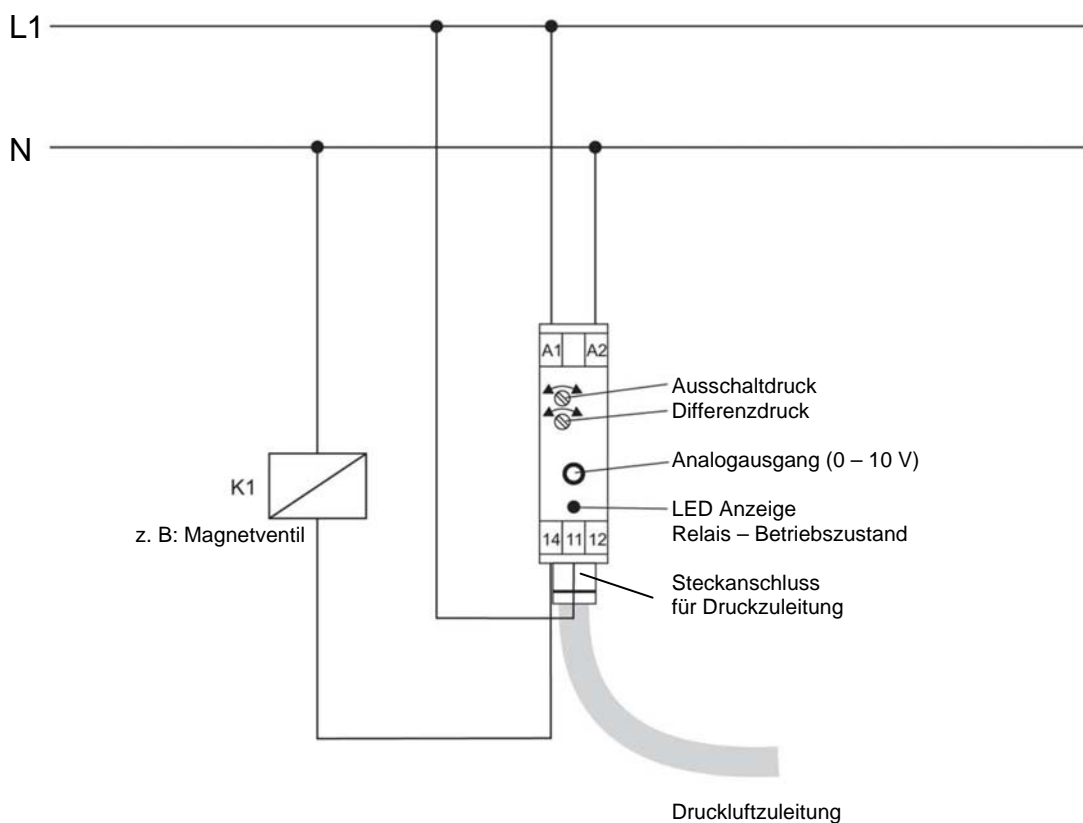 L1
N
A1 A2
Ausschaltdruck
Differenzdruck
Analogausgang (0 – 10 V)
K1
z. B: Magnetventil
LED Anzeige
Relais – Betriebszustand
14 11 12
Steckanschluss
für Druckzuleitung
Druckluftzuleitung